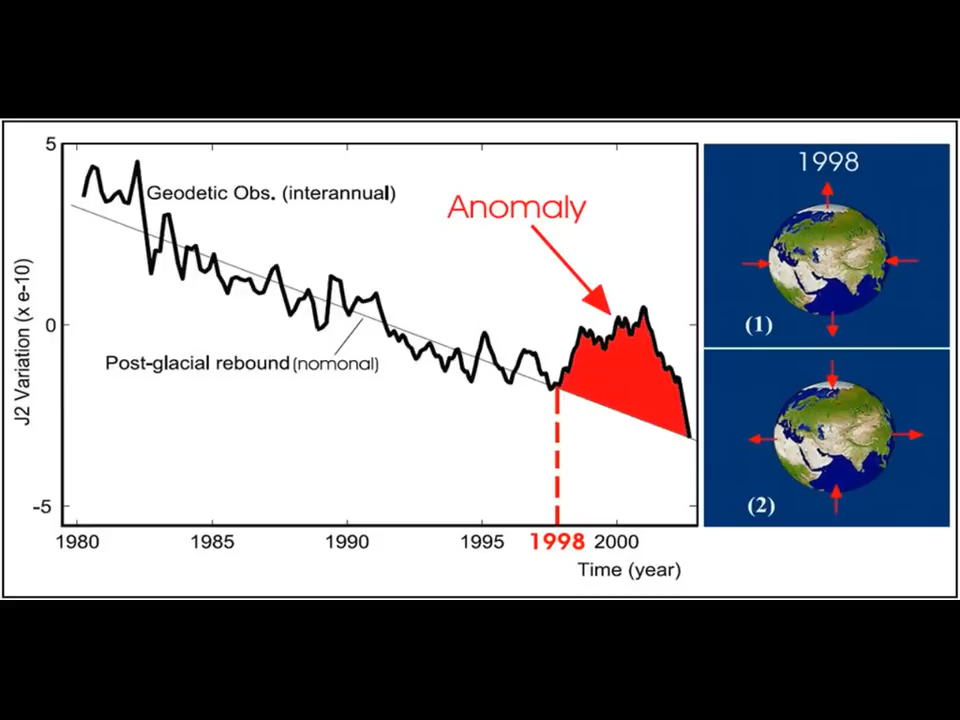 5
Geodetic Obs. (interannual)
Anomaly
J2 Variation (x e-10)
0
Post-glacial rebound (nomonal)
-5
1980
1985
1990
1995
1998
2000
Time (year)
1998
(1)
(2)